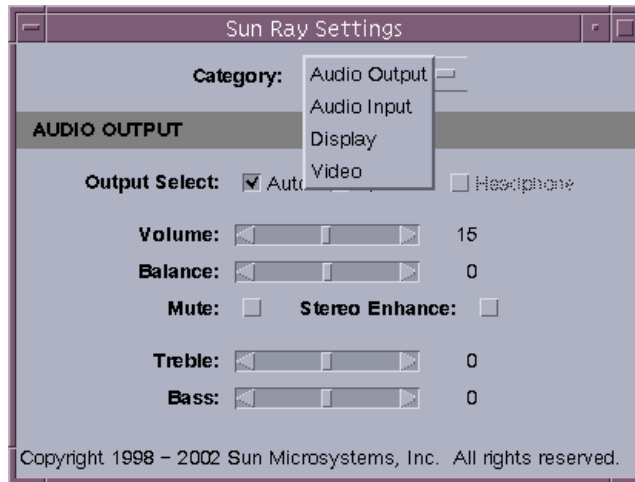 Sun Ray Settings
Category: Audio Output
Audio Input
Display
Video
AUDIO OUTPUT
Output Select: Auto Headphone
Volume: 15
Balance: 0
Mute: Stereo Enhance:
Treble: 0
Bass: 0
Copyright 1998 – 2002 Sun Microsystems, Inc. All rights reserved.